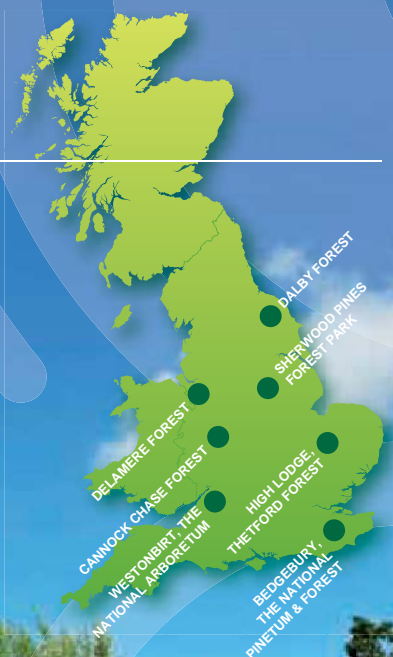 DALBY FOREST
SHERWOOD PINES
FOREST PARK
DELAMERE FOREST
CANNOCK CHASE FOREST
HIGH LODGE,
THETFORD FOREST
WESTONBIRT, THE
NATIONAL ARBORETUM
BEDGEBURY,
THE NATIONAL
PINETUM & FOREST